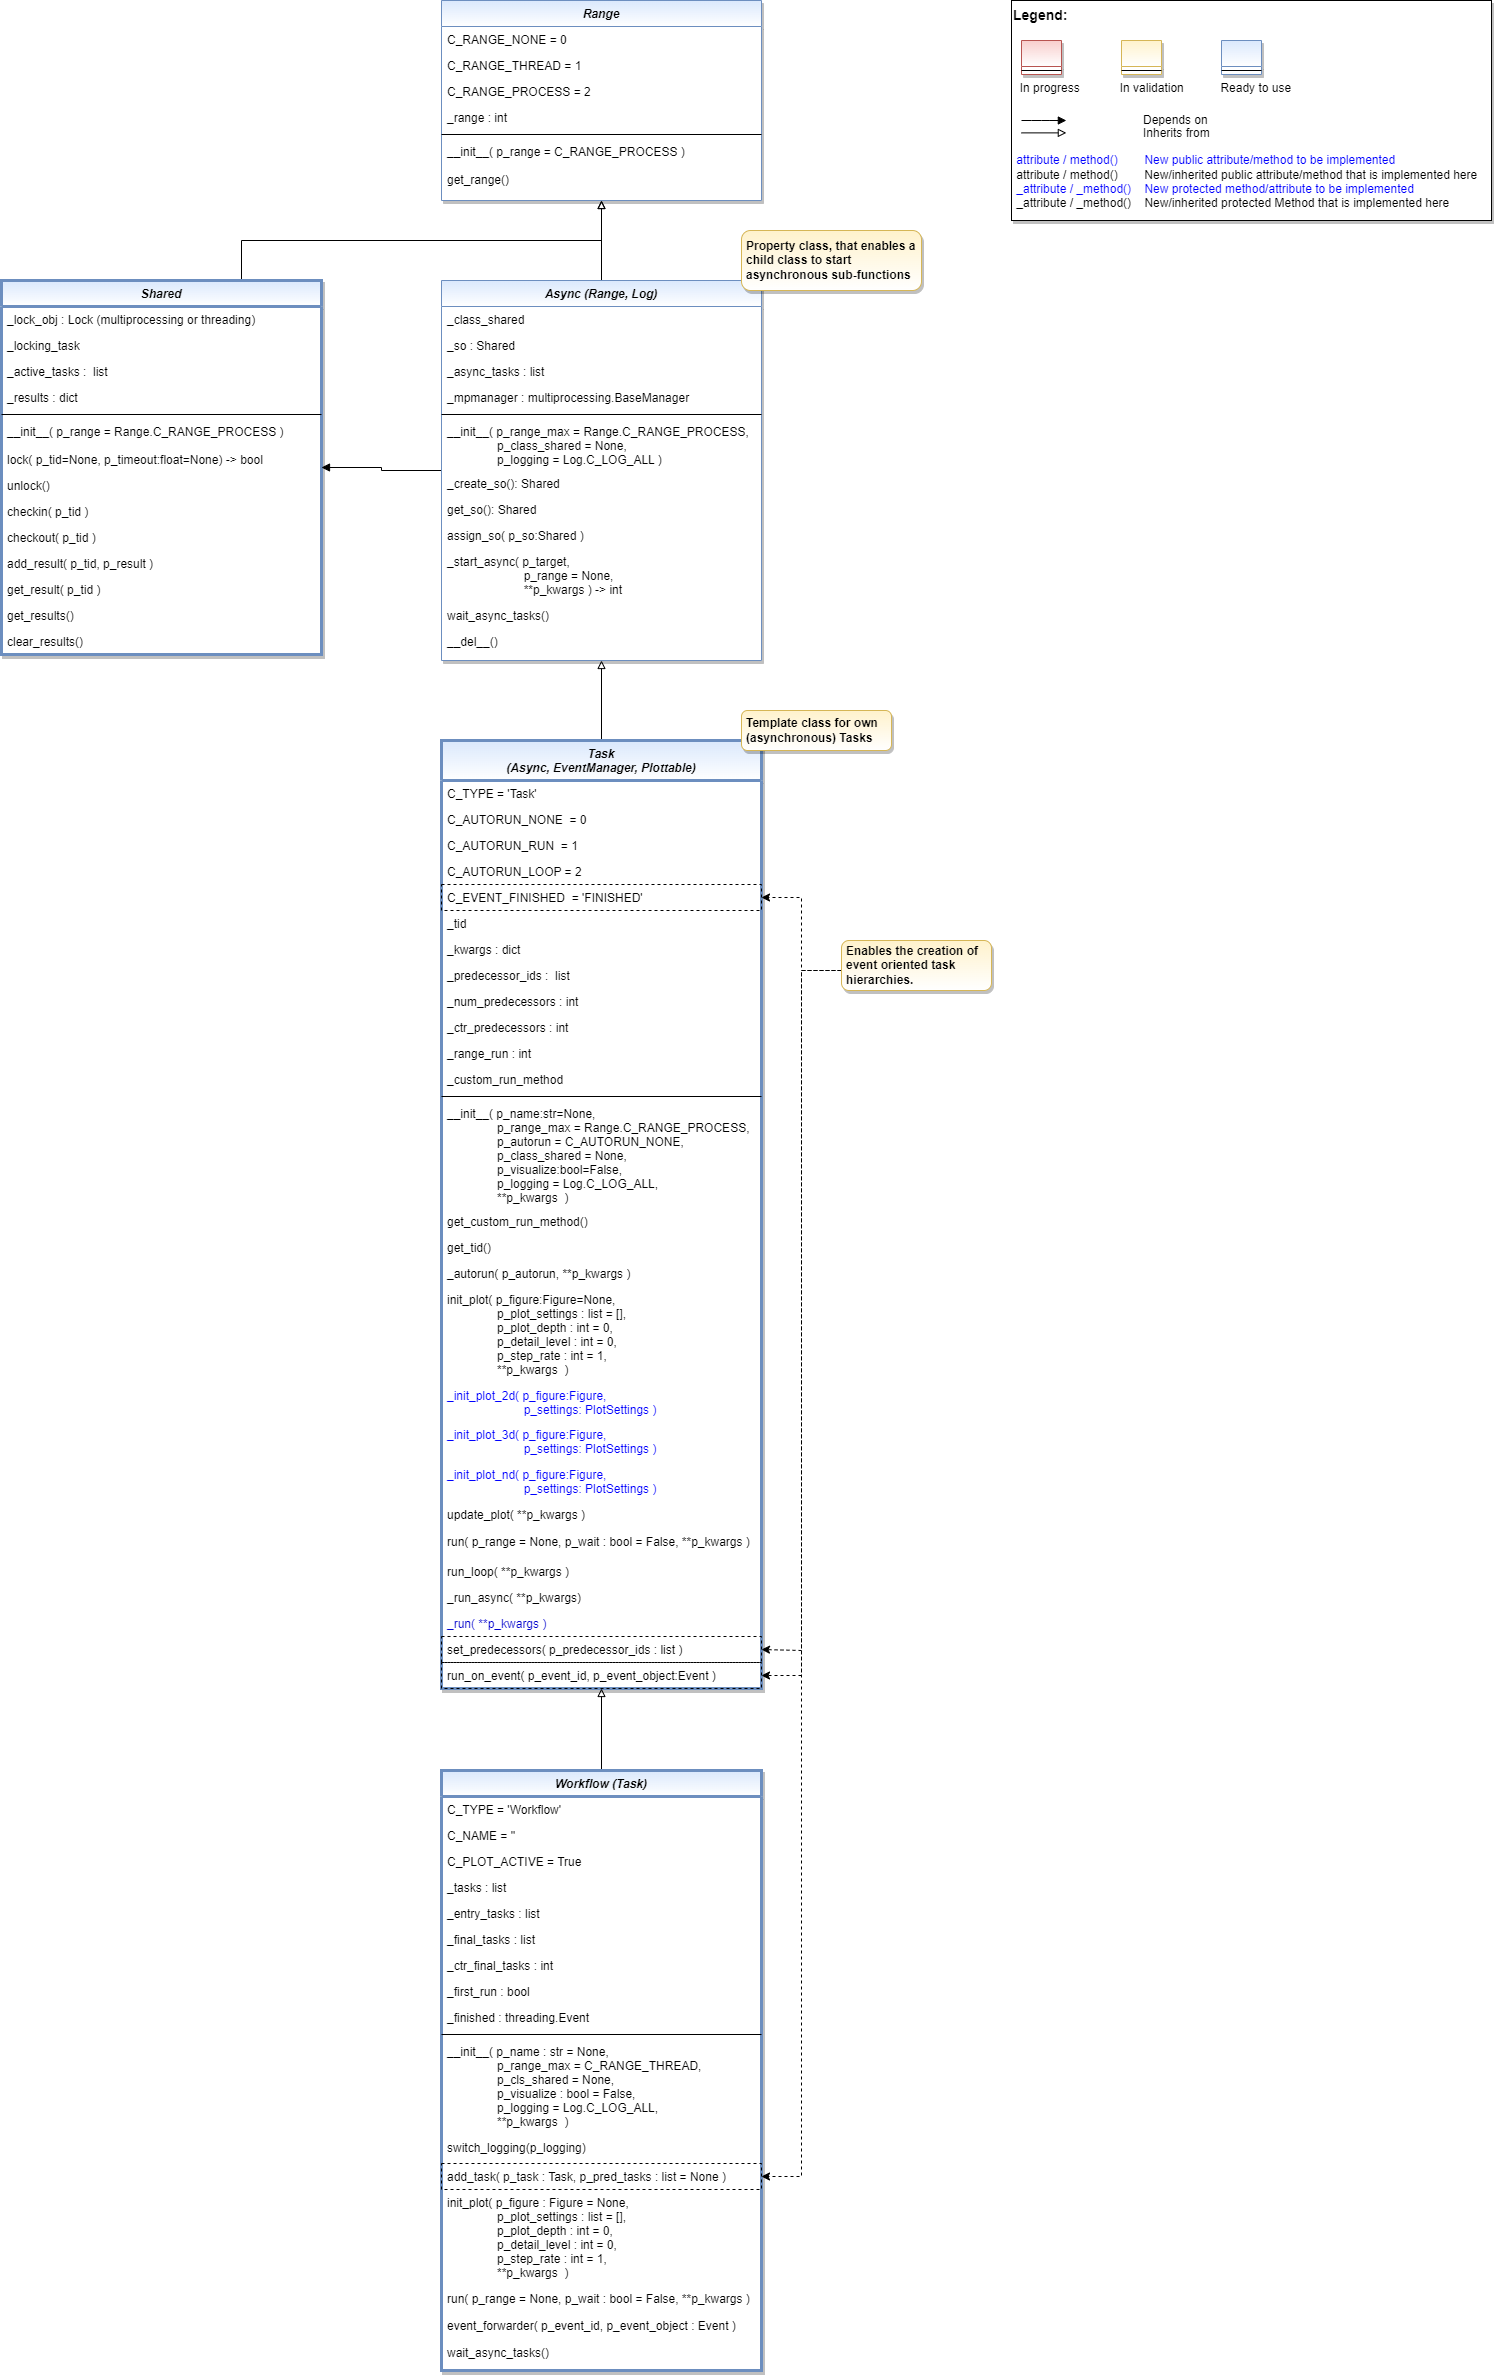 Range
C_RANGE_NONE = 0
C_RANGE_THREAD = 1
C_RANGE_PROCESS = 2
_range : int
__init__( p_range = C_RANGE_PROCESS )
get_range()
Legend:
In progress
In validation
Ready to use
Depends on
Inherits from
attribute / method() New public attribute/method to be implemented
attribute / method() New/inherited public attribute/method that is implemented here
_attribute / _method() New protected method/attribute to be implemented
_attribute / _method() New/inherited protected Method that is implemented here
Property class, that enables a
child class to start
asynchronous sub-functions
Shared
_lock_obj : Lock (multiprocessing or threading)
_locking_task
_active_tasks :  list
_results : dict
__init__( p_range = Range.C_RANGE_PROCESS )
lock( p_tid=None, p_timeout:float=None) -> bool
unlock()
checkin( p_tid )
checkout( p_tid )
add_result( p_tid, p_result )
get_result( p_tid )
get_results()
clear_results()
Async (Range, Log)
_class_shared
_so : Shared
_async_tasks : list
_mpmanager : multiprocessing.BaseManager
__init__( p_range_max = Range.C_RANGE_PROCESS,
p_class_shared = None,
p_logging = Log.C_LOG_ALL )
_create_so(): Shared
get_so(): Shared
assign_so( p_so:Shared )
_start_async( p_target,
p_range = None,
**p_kwargs ) -> int
wait_async_tasks()
__del__()
Template class for own
(asynchronous) Tasks
Task
(Async, EventManager, Plottable)
C_TYPE = 'Task'
C_AUTORUN_NONE  = 0
C_AUTORUN_RUN  = 1
C_AUTORUN_LOOP = 2
C_EVENT_FINISHED  = 'FINISHED'
_tid
_kwargs : dict
_predecessor_ids :  list
_num_predecessors : int
_ctr_predecessors : int
_range_run : int
_custom_run_method
Enables the creation of
event oriented task
hierarchies.
__init__( p_name:str=None,
p_range_max = Range.C_RANGE_PROCESS,
p_autorun = C_AUTORUN_NONE,
p_class_shared = None,
p_visualize:bool=False,
p_logging = Log.C_LOG_ALL,
**p_kwargs  )
get_custom_run_method()
get_tid()
_autorun( p_autorun, **p_kwargs )
init_plot( p_figure:Figure=None,
p_plot_settings : list = [],
p_plot_depth : int = 0,
p_detail_level : int = 0,
p_step_rate : int = 1,
**p_kwargs  )
_init_plot_2d( p_figure:Figure,
p_settings: PlotSettings )
_init_plot_3d( p_figure:Figure,
p_settings: PlotSettings )
_init_plot_nd( p_figure:Figure,
p_settings: PlotSettings )
update_plot( **p_kwargs )
run( p_range = None, p_wait : bool = False, **p_kwargs )
run_loop( **p_kwargs )
_run_async( **p_kwargs)
_run( **p_kwargs )
set_predecessors( p_predecessor_ids : list )
run_on_event( p_event_id, p_event_object:Event )
Workflow (Task)
C_TYPE = 'Workflow'
C_NAME = ''
C_PLOT_ACTIVE = True
_tasks : list
_entry_tasks : list
_final_tasks : list
_ctr_final_tasks : int
_first_run : bool
_finished : threading.Event
__init__( p_name : str = None,
p_range_max = C_RANGE_THREAD,
p_cls_shared = None,
p_visualize : bool = False,
p_logging = Log.C_LOG_ALL,
**p_kwargs  )
switch_logging(p_logging)
add_task( p_task : Task, p_pred_tasks : list = None )
init_plot( p_figure : Figure = None,
p_plot_settings : list = [],
p_plot_depth : int = 0,
p_detail_level : int = 0,
p_step_rate : int = 1,
**p_kwargs  )
run( p_range = None, p_wait : bool = False, **p_kwargs )
event_forwarder( p_event_id, p_event_object : Event )
wait_async_tasks()